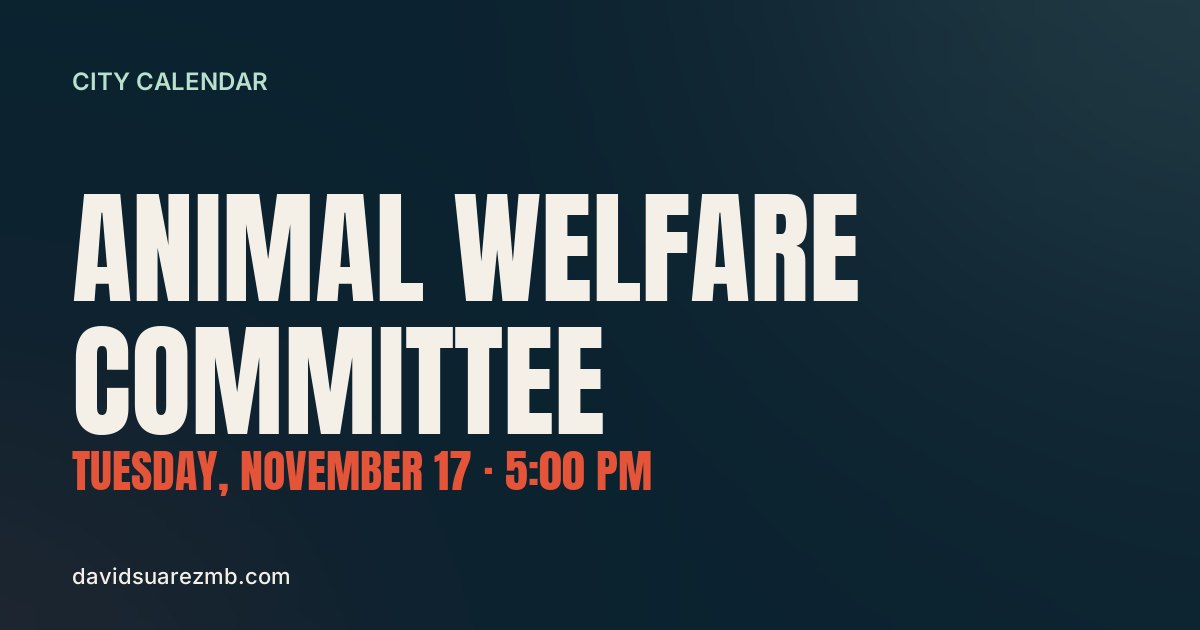 CITY CALENDAR
ANIMAL WELFARE
COMMITTEE
TUESDAY, NOVEMBER 17 · 5:00 PM
davidsuarezmb.com